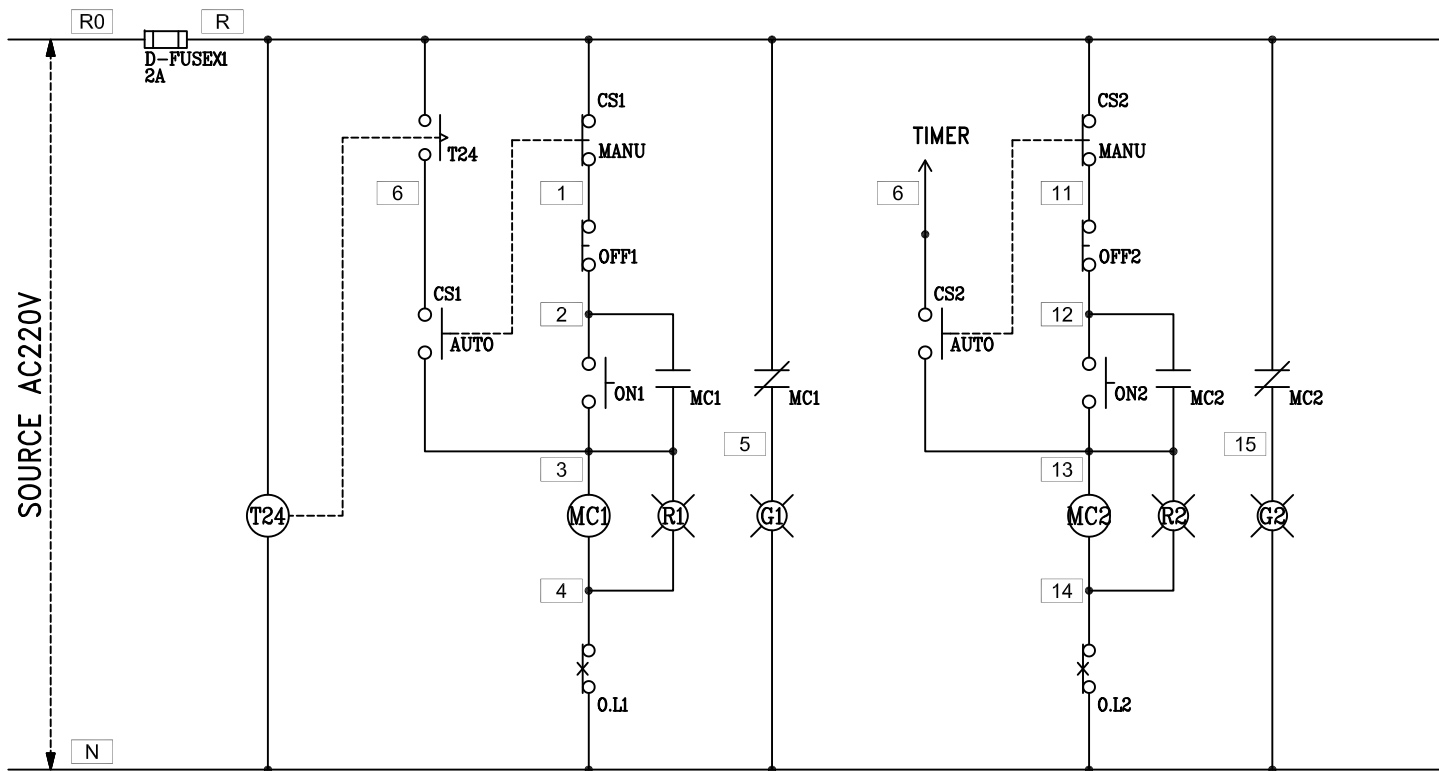 R0 R
D-FUSEX1
2A
CS1 CS2
TIMER
T24 MANU MANU
6 1 6 11
OFF1 OFF2
CS1 CS2
2 12
AUTO AUTO
ON1 MC1 MC1 ON2 MC2 MC2
5 15
3 13
SOURCE AC220V
T24 MC1 R1 G1 MC2 R2 G2
4 14
O.L1 O.L2
N